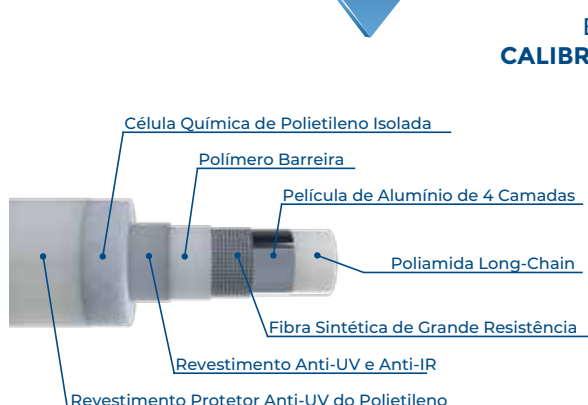 CALIBR
Célula Química de Polietileno Isolada
Polímero Barreira
Película de Alumínio de 4 Camadas
Poliamida Long-Chain
Fibra Sintética de Grande Resistência
Revestimento Anti-UV e Anti-IR
Revestimento Protetor Anti-UV do Polietileno